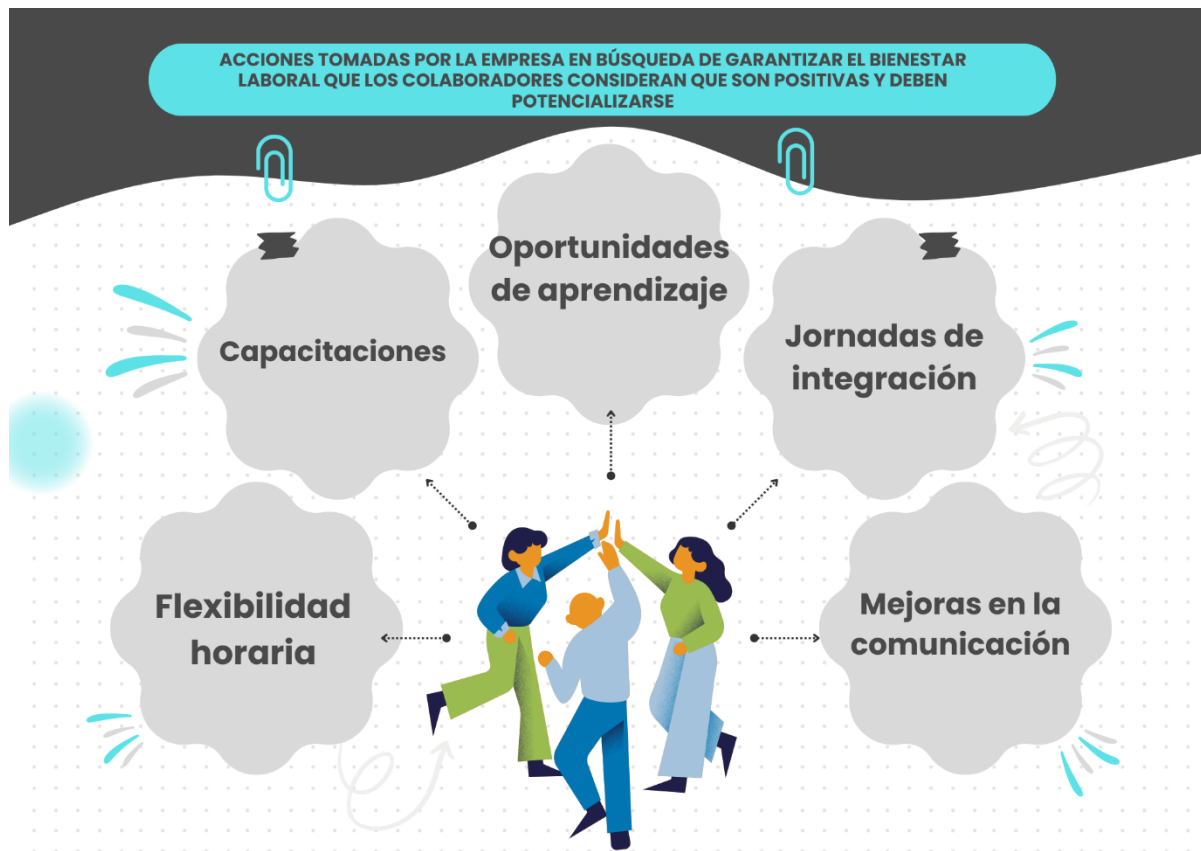 ACCIONES TOMADAS POR LA EMPRESA EN BÚSQUEDA DE GARANTIZAR EL BIENESTAR
LABORAL QUE LOS COLABORADORES CONSIDERAN QUE SON POSITIVAS Y DEBEN
POTENCIALIZARSE
Oportunidades
de aprendizaje
Capacitaciones
Jornadas de
integración
Flexibilidad
horaria
Mejoras en la
comunicación